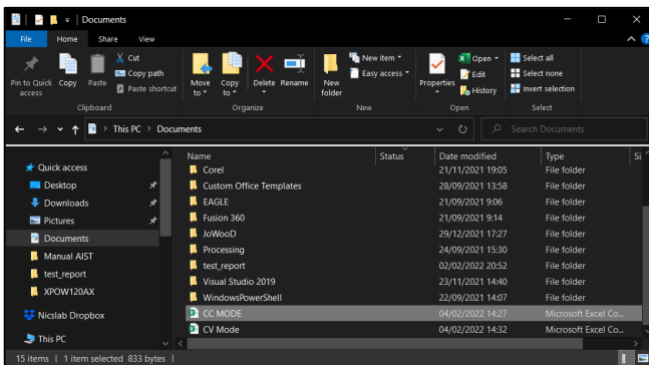 Documents
File Home Share View
Pin to Quick access
Copy
Paste
Cut
Copy path
Paste shortcut
Clipboard
Move to
Copy to
Delete
Rename
Organize
New folder
New item
Easy access
New
Properties
Open
Edit
History
Open
Select all
Select none
Invert selection
Select
This PC > Documents
Search Documents
Quick access
Desktop
Downloads
Pictures
Documents
Manual AIST
test_report
XPOW120AX
Nicslab Dropbox
This PC
Name Status Date modified Type Si
Corel 21/11/2021 19:05 File folder
Custom Office Templates 28/09/2021 13:58 File folder
EAGLE 21/09/2021 9:06 File folder
Fusion 360 21/09/2021 9:14 File folder
JoWooD 29/12/2021 17:27 File folder
Processing 24/09/2021 15:30 File folder
test_report 02/02/2022 20:52 File folder
Visual Studio 2019 23/11/2021 14:40 File folder
WindowsPowerShell 22/09/2021 14:07 File folder
CC MODE 04/02/2022 14:27 Microsoft Excel Co...
CV Mode 04/02/2022 14:32 Microsoft Excel Co...
15 items 1 item selected 833 bytes